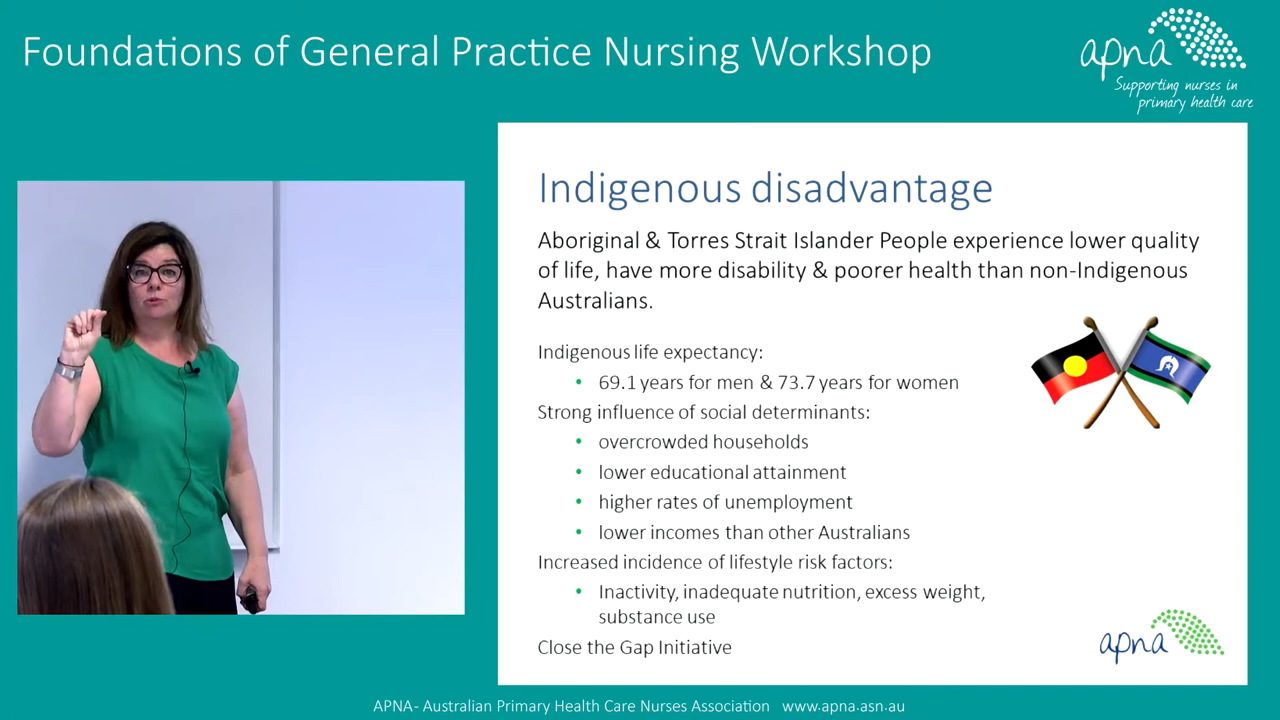 Foundations of General Practice Nursing Workshop
apna
Supporting nurses in
primary health care
Indigenous disadvantage
Aboriginal & Torres Strait Islander People experience lower quality
of life, have more disability & poorer health than non-Indigenous
Australians.
Indigenous life expectancy:
• 69.1 years for men & 73.7 years for women
Strong influence of social determinants:
• overcrowded households
• lower educational attainment
• higher rates of unemployment
• lower incomes than other Australians
Increased incidence of lifestyle risk factors:
• Inactivity, inadequate nutrition, excess weight,
substance use
Close the Gap Initiative
apna
APNA- Australian Primary Health Care Nurses Association www.apna.asn.au